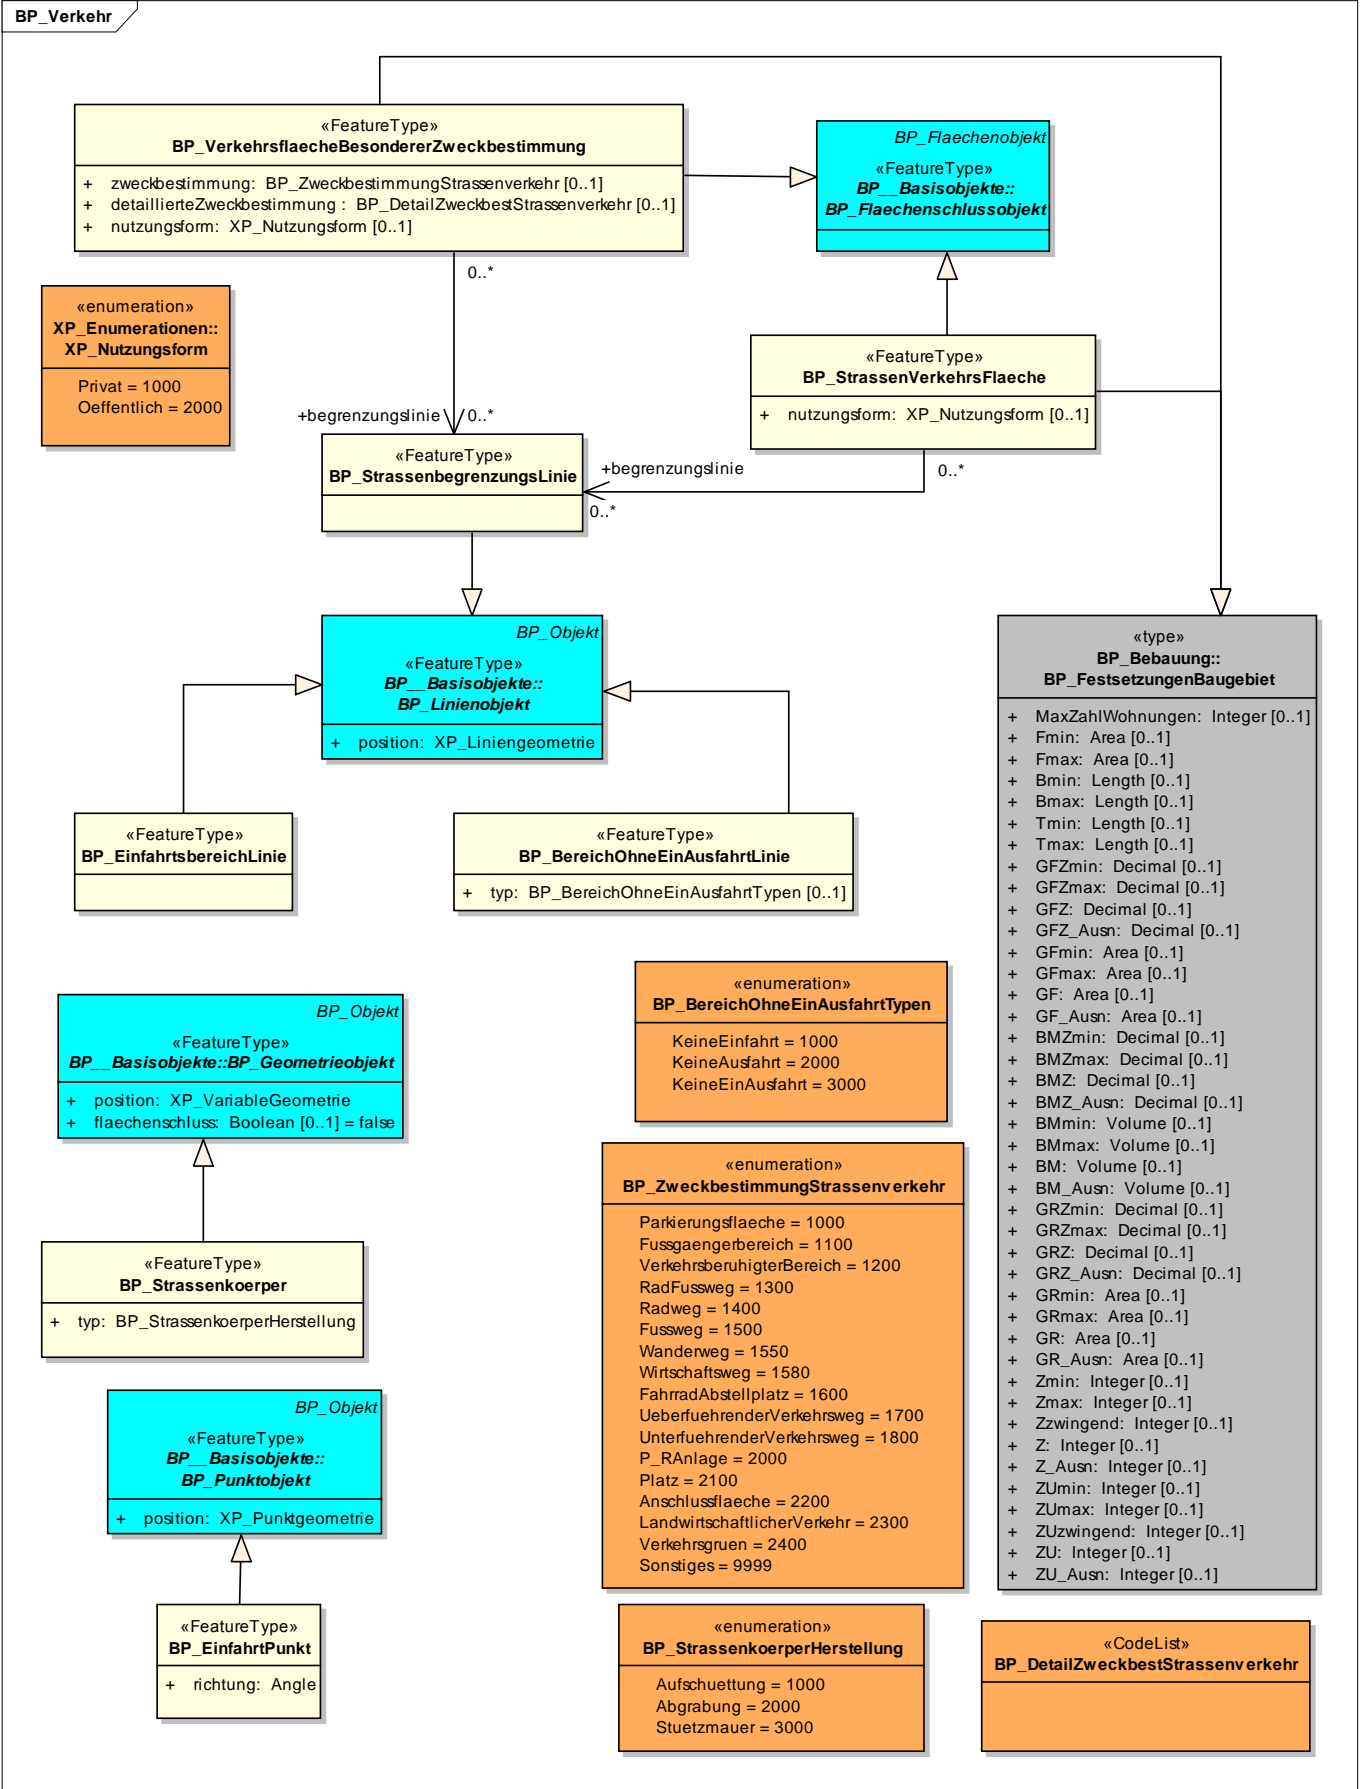 BP_Verkehr
«FeatureType»
BP_VerkehrsflaecheBesondererZweckbestimmung
+ zweckbestimmung: BP_ZweckbestimmungStrassenverkehr [0..1]
+ detaillierteZweckbestimmung : BP_DetailZweckbestStrassenverkehr [0..1]
+ nutzungsform: XP_Nutzungsform [0..1]
BP_Flaechenobjekt
«FeatureType»
BP__Basisobjekte::
BP_Flaechenschlussobjekt
0..*
«enumeration»
XP_Enumerationen::
XP_Nutzungsform
Privat = 1000
Oeffentlich = 2000
«FeatureType»
BP_StrassenVerkehrsFlaeche
+ nutzungsform: XP_Nutzungsform [0..1]
+begrenzungslinie
0..*
«FeatureType»
BP_StrassenbegrenzungsLinie
+begrenzungslinie
0..*
0..*
BP_Objekt
«FeatureType»
BP__Basisobjekte::
BP_Linienobjekt
+ position: XP_Liniengeometrie
«FeatureType»
BP_EinfahrtsbereichLinie
«FeatureType»
BP_BereichOhneEinAusfahrtLinie
+ typ: BP_BereichOhneEinAusfahrtTypen [0..1]
«type»
BP_Bebauung::
BP_FestsetzungenBaugebiet
+ MaxZahlWohnungen: Integer [0..1]
+ Fmin: Area [0..1]
+ Fmax: Area [0..1]
+ Bmin: Length [0..1]
+ Bmax: Length [0..1]
+ Tmin: Length [0..1]
+ Tmax: Length [0..1]
+ GFZmin: Decimal [0..1]
+ GFZmax: Decimal [0..1]
+ GFZ: Decimal [0..1]
+ GFZ_Ausn: Decimal [0..1]
+ GFmin: Area [0..1]
+ GFmax: Area [0..1]
+ GF: Area [0..1]
+ GF_Ausn: Area [0..1]
+ BMZmin: Decimal [0..1]
+ BMZmax: Decimal [0..1]
+ BMZ: Decimal [0..1]
+ BMZ_Ausn: Decimal [0..1]
+ BMmin: Volume [0..1]
+ BMmax: Volume [0..1]
+ BM: Volume [0..1]
+ BM_Ausn: Volume [0..1]
+ GRZmin: Decimal [0..1]
+ GRZmax: Decimal [0..1]
+ GRZ: Decimal [0..1]
+ GRZ_Ausn: Decimal [0..1]
+ GRmin: Area [0..1]
+ GRmax: Area [0..1]
+ GR: Area [0..1]
+ GR_Ausn: Area [0..1]
+ Zmin: Integer [0..1]
+ Zmax: Integer [0..1]
+ Zzwingend: Integer [0..1]
+ Z: Integer [0..1]
+ Z_Ausn: Integer [0..1]
+ ZUmin: Integer [0..1]
+ ZUmax: Integer [0..1]
+ ZUzwingend: Integer [0..1]
+ ZU: Integer [0..1]
+ ZU_Ausn: Integer [0..1]
BP_Objekt
«FeatureType»
BP__Basisobjekte::BP_Geometrieobjekt
+ position: XP_VariableGeometrie
+ flaechenschluss: Boolean [0..1] = false
«enumeration»
BP_BereichOhneEinAusfahrtTypen
KeineEinfahrt = 1000
KeineAusfahrt = 2000
KeineEinAusfahrt = 3000
«FeatureType»
BP_Strassenkoerper
+ typ: BP_StrassenkoerperHerstellung
«enumeration»
BP_ZweckbestimmungStrassenverkehr
Parkierungsflaeche = 1000
Fussgaengerbereich = 1100
VerkehrsberuhigterBereich = 1200
RadFussweg = 1300
Radweg = 1400
Fussweg = 1500
Wanderweg = 1550
Wirtschaftsweg = 1580
FahrradAbstellplatz = 1600
UeberfuehrenderVerkehrsweg = 1700
UnterfuehrenderVerkehrsweg = 1800
P_RAnlage = 2000
Platz = 2100
Anschlussflaeche = 2200
LandwirtschaftlicherVerkehr = 2300
Verkehrsgruen = 2400
Sonstiges = 9999
BP_Objekt
«FeatureType»
BP__Basisobjekte::
BP_Punktobjekt
+ position: XP_Punktgeometrie
«FeatureType»
BP_EinfahrtPunkt
+ richtung: Angle
«enumeration»
BP_StrassenkoerperHerstellung
Aufschuettung = 1000
Abgrabung = 2000
Stuetzmauer = 3000
«CodeList»
BP_DetailZweckbestStrassenverkehr